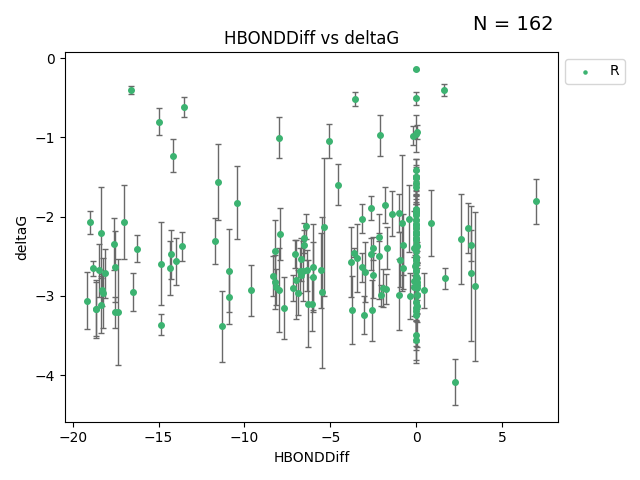 N = 162
HBONDDiff vs deltaG
R
0
−1
−2
−3
−4
deltaG
−20 −15 −10 −5 0 5
HBONDDiff